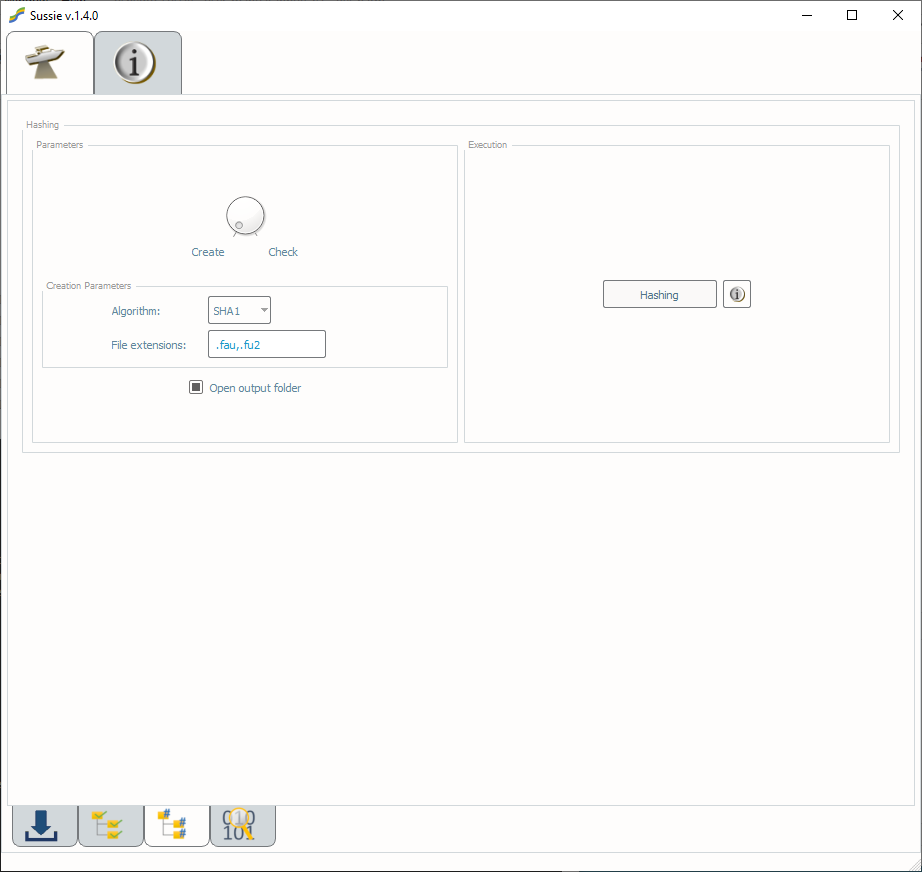 Sussie v.1.4.0
Hashing
Parameters
Execution
Create
Check
Creation Parameters
Algorithm:
SHA1
File extensions:
.fau,.fu2
Open output folder
Hashing
010
101